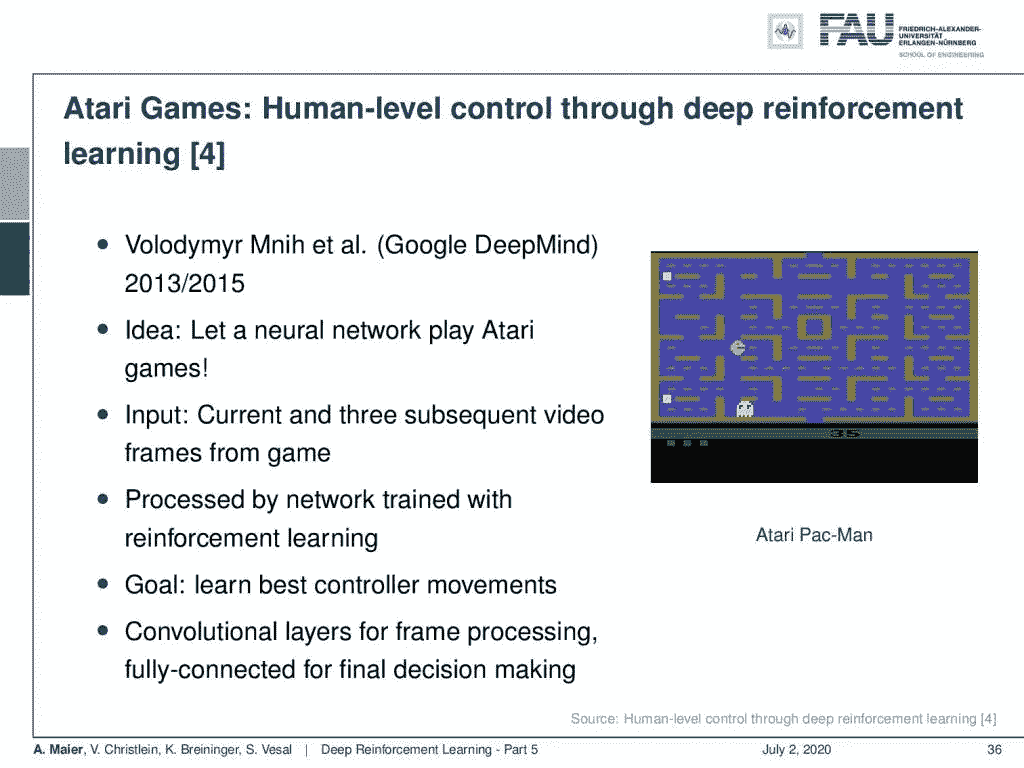 FAU
FRIEDRICH-ALEXANDER-
UNIVERSITÄT
ERLANGEN-NÜRNBERG
SCHOOL OF ENGINEERING
Atari Games: Human-level control through deep reinforcement
learning [4]
• Volodymyr Mnih et al. (Google DeepMind)
2013/2015
• Idea: Let a neural network play Atari
games!
• Input: Current and three subsequent video
frames from game
• Processed by network trained with
reinforcement learning
• Goal: learn best controller movements
• Convolutional layers for frame processing,
fully-connected for final decision making
35
Atari Pac-Man
Source: Human-level control through deep reinforcement learning [4]
A. Maier, V. Christlein, K. Breininger, S. Vesal | Deep Reinforcement Learning - Part 5 July 2, 2020 36